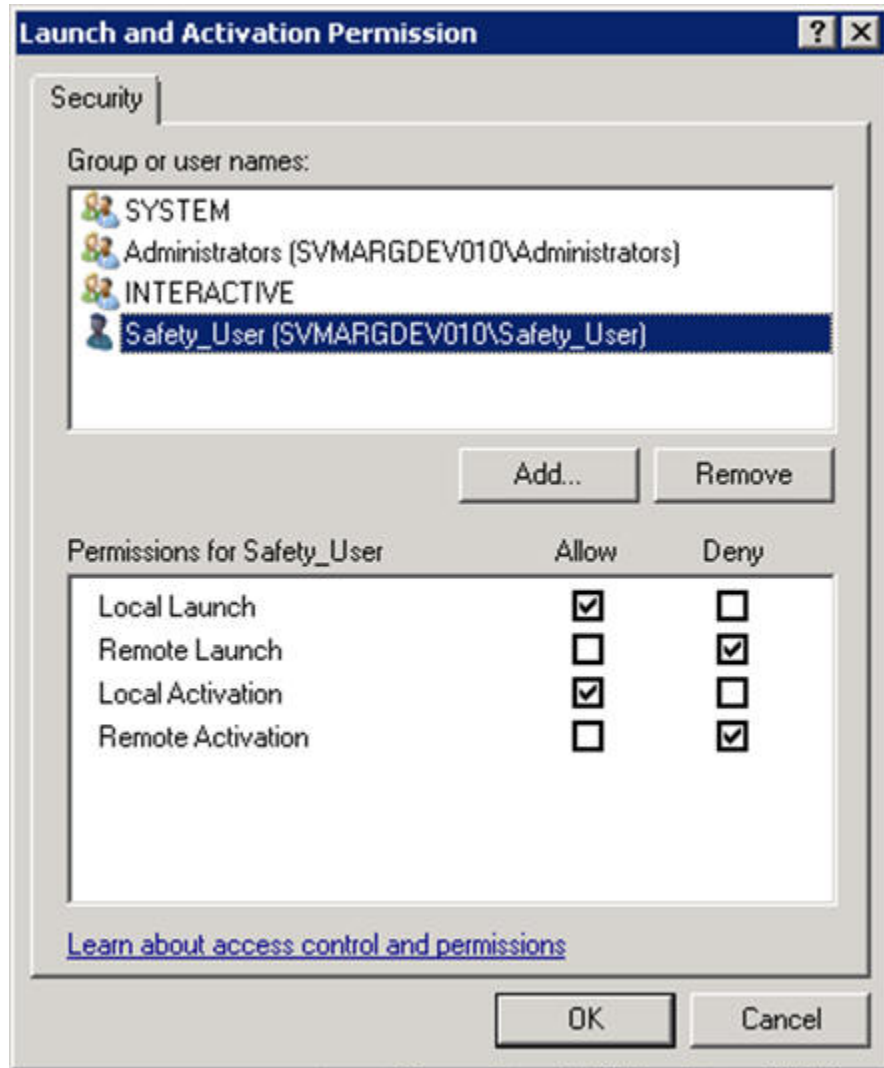 Launch and Activation Permission
Security
Group or user names:
SYSTEM
Administrators (SVMARGDEV010\Administrators)
INTERACTIVE
Safety_User (SVMARGDEV010\Safety_User)
Add... Remove
Permissions for Safety_User Allow Deny
Local Launch
Remote Launch
Local Activation
Remote Activation
Learn about access control and permissions
OK Cancel